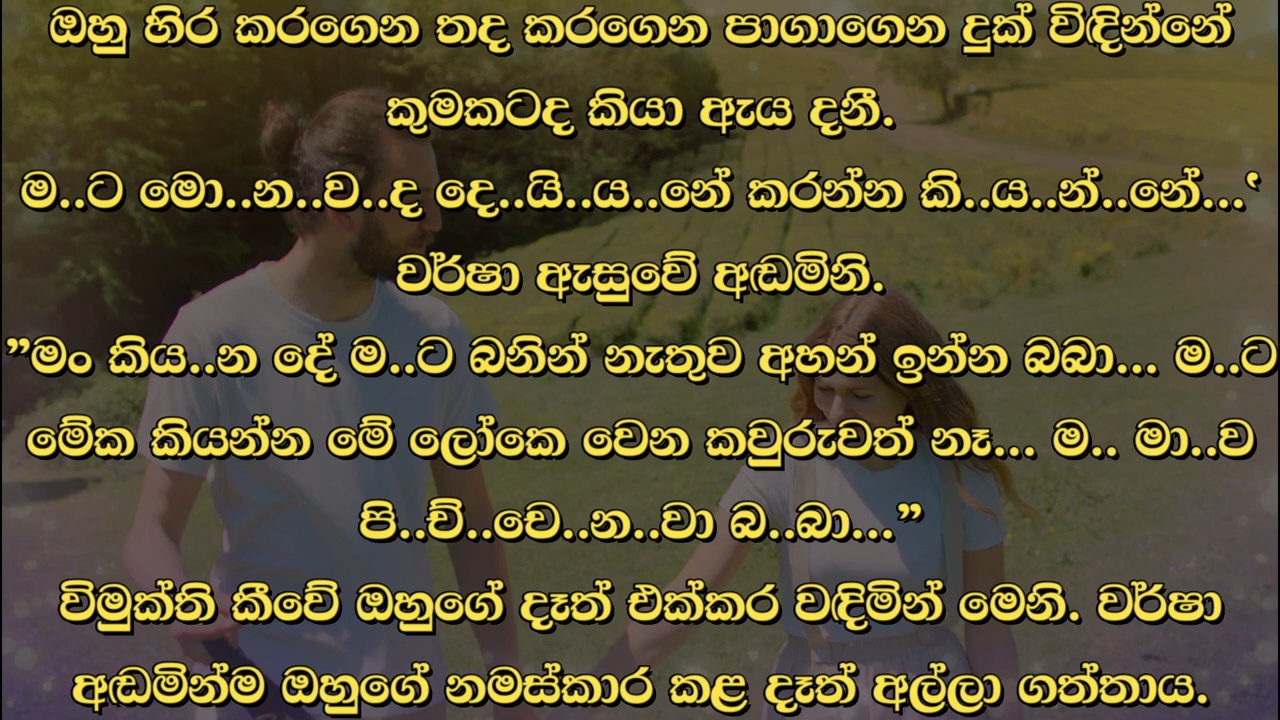 ඔහු හිර කරගෙන තද කරගෙන පාගාගෙන දුක් විඳින්නේ
කුමකටද කියා ඇය දනී.
ම..ට මො..න..ව..ද දෙ..යි..ය..නේ කරන්න කි..ය..න්..නේ...‛
වර්ෂා ඇසුවේ අඬමිනි.
”මං කිය..න දේ ම..ට බනින් නැතුව අහන් ඉන්න බබා... ම..ට
මේක කියන්න මේ ලෝකෙ වෙන කවුරුවත් නෑ... ම.. මා..ව
පි..ච්..චෙ..න..වා බ..බා...”
විමුක්ති කීවේ ඔහුගේ දෑත් එක්කර වඳිමින් මෙනි. වර්ෂා
අඬමින්ම ඔහුගේ නමස්කාර කළ දෑත් අල්ලා ගත්තාය.